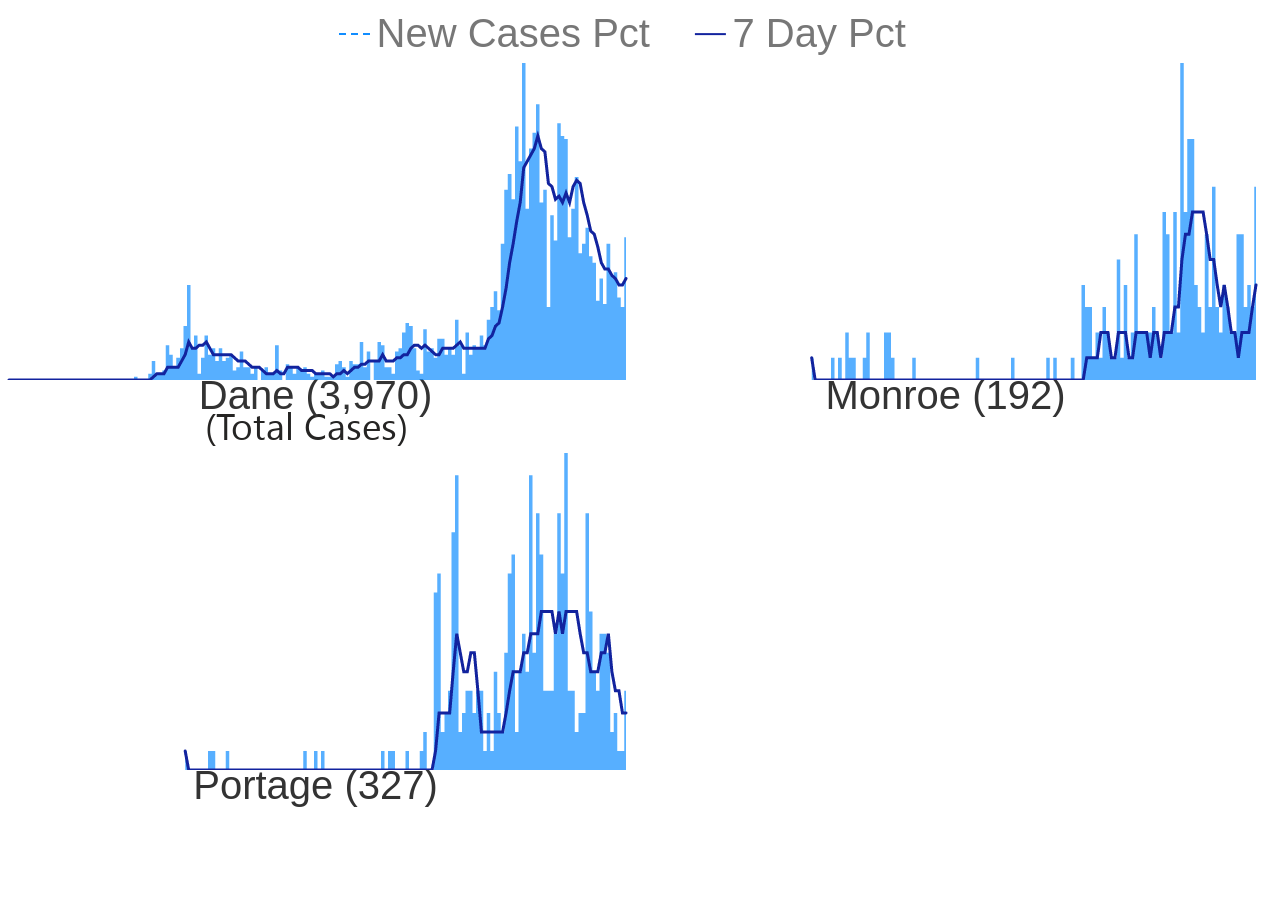 New Cases Pct 7 Day Pct
Dane (3,970)
(Total Cases)
Monroe (192)
Portage (327)